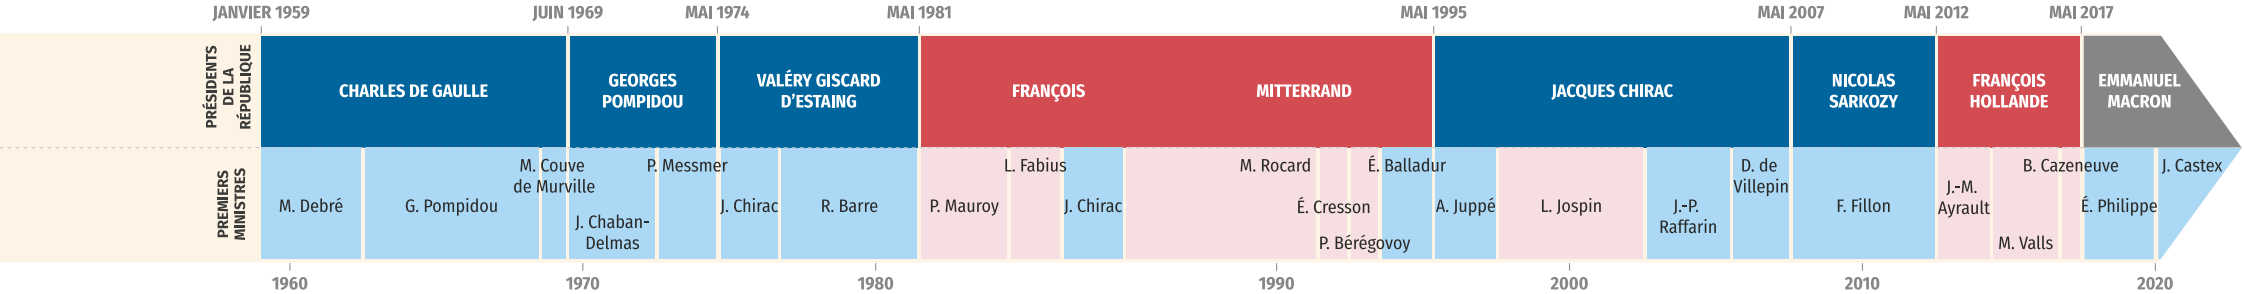 JANVIER 1959
JUIN 1969
MAI 1974
MAI 1981
MAI 1995
MAI 2007
MAI 2012
MAI 2017
PRÉSIDENTS
DE LA
RÉPUBLIQUE
CHARLES DE GAULLE
GEORGES
POMPIDOU
VALÉRY GISCARD
D'ESTAING
FRANÇOIS MITTERRAND
JACQUES CHIRAC
NICOLAS
SARKOZY
FRANÇOIS
HOLLANDE
EMMANUEL
MACRON
PREMIERS
MINISTRES
M. Debré
G. Pompidou
M. Couve
de Murville
J. Chaban-
Delmas
P. Messmer
J. Chirac
R. Barre
P. Mauroy
L. Fabius
J. Chirac
M. Rocard
É. Cresson
P. Bérégovoy
É. Balladur
A. Juppé
L. Jospin
J.-P.
Raffarin
D. de
Villepin
F. Fillon
J.-M.
Ayrault
M. Valls
B. Cazeneuve
É. Philippe
J. Castex
1960
1970
1980
1990
2000
2010
2020